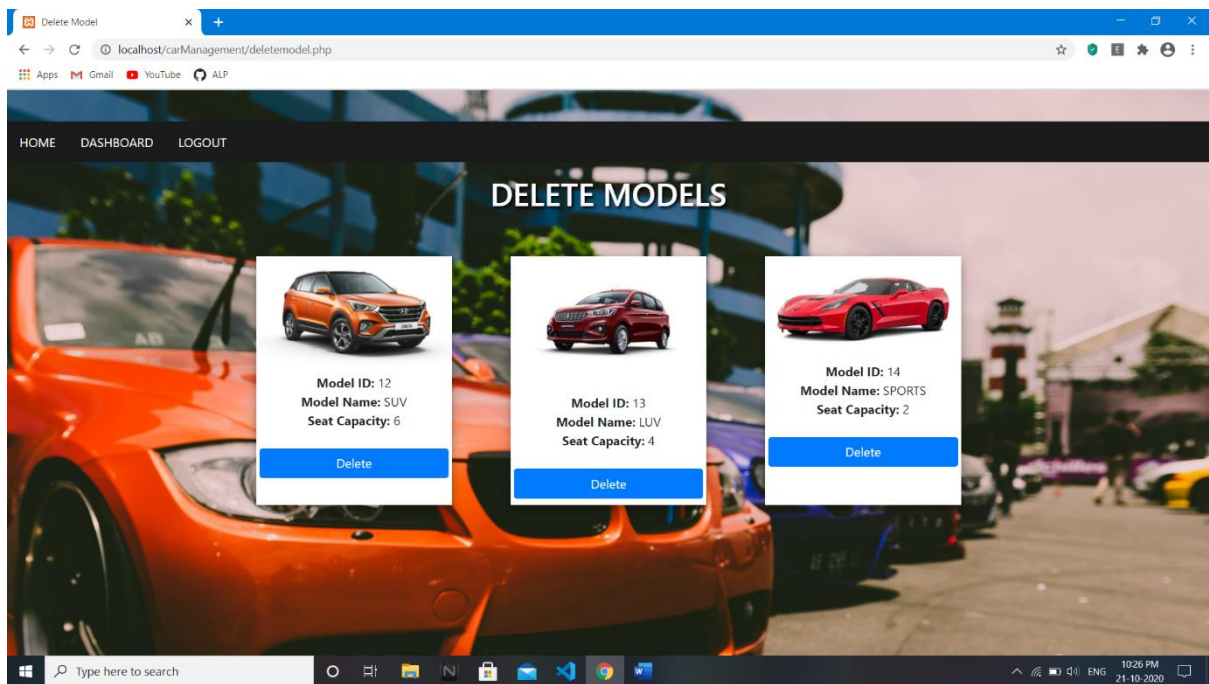 Delete Model
localhost/carManagement/deletemodel.php
Apps
Gmail
YouTube
ALP
HOME
DASHBOARD
LOGOUT
DELETE MODELS
Model ID: 12
Model Name: SUV
Seat Capacity: 6
Delete
Model ID: 13
Model Name: LUV
Seat Capacity: 4
Delete
Model ID: 14
Model Name: SPORTS
Seat Capacity: 2
Delete
Type here to search
ENG
10:26 PM
21-10-2020